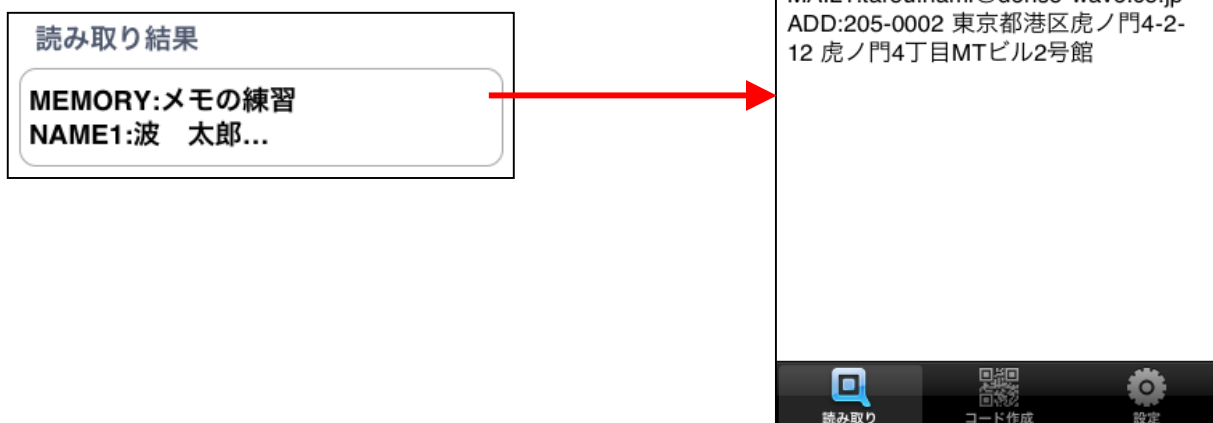 読み取り結果
MEMORY:メモの練習
NAME1:波　太郎...
ADD:205-0002 東京都港区虎ノ門4-2-
12 虎ノ門4丁目MTビル2号館
読み取り
コード作成
設定